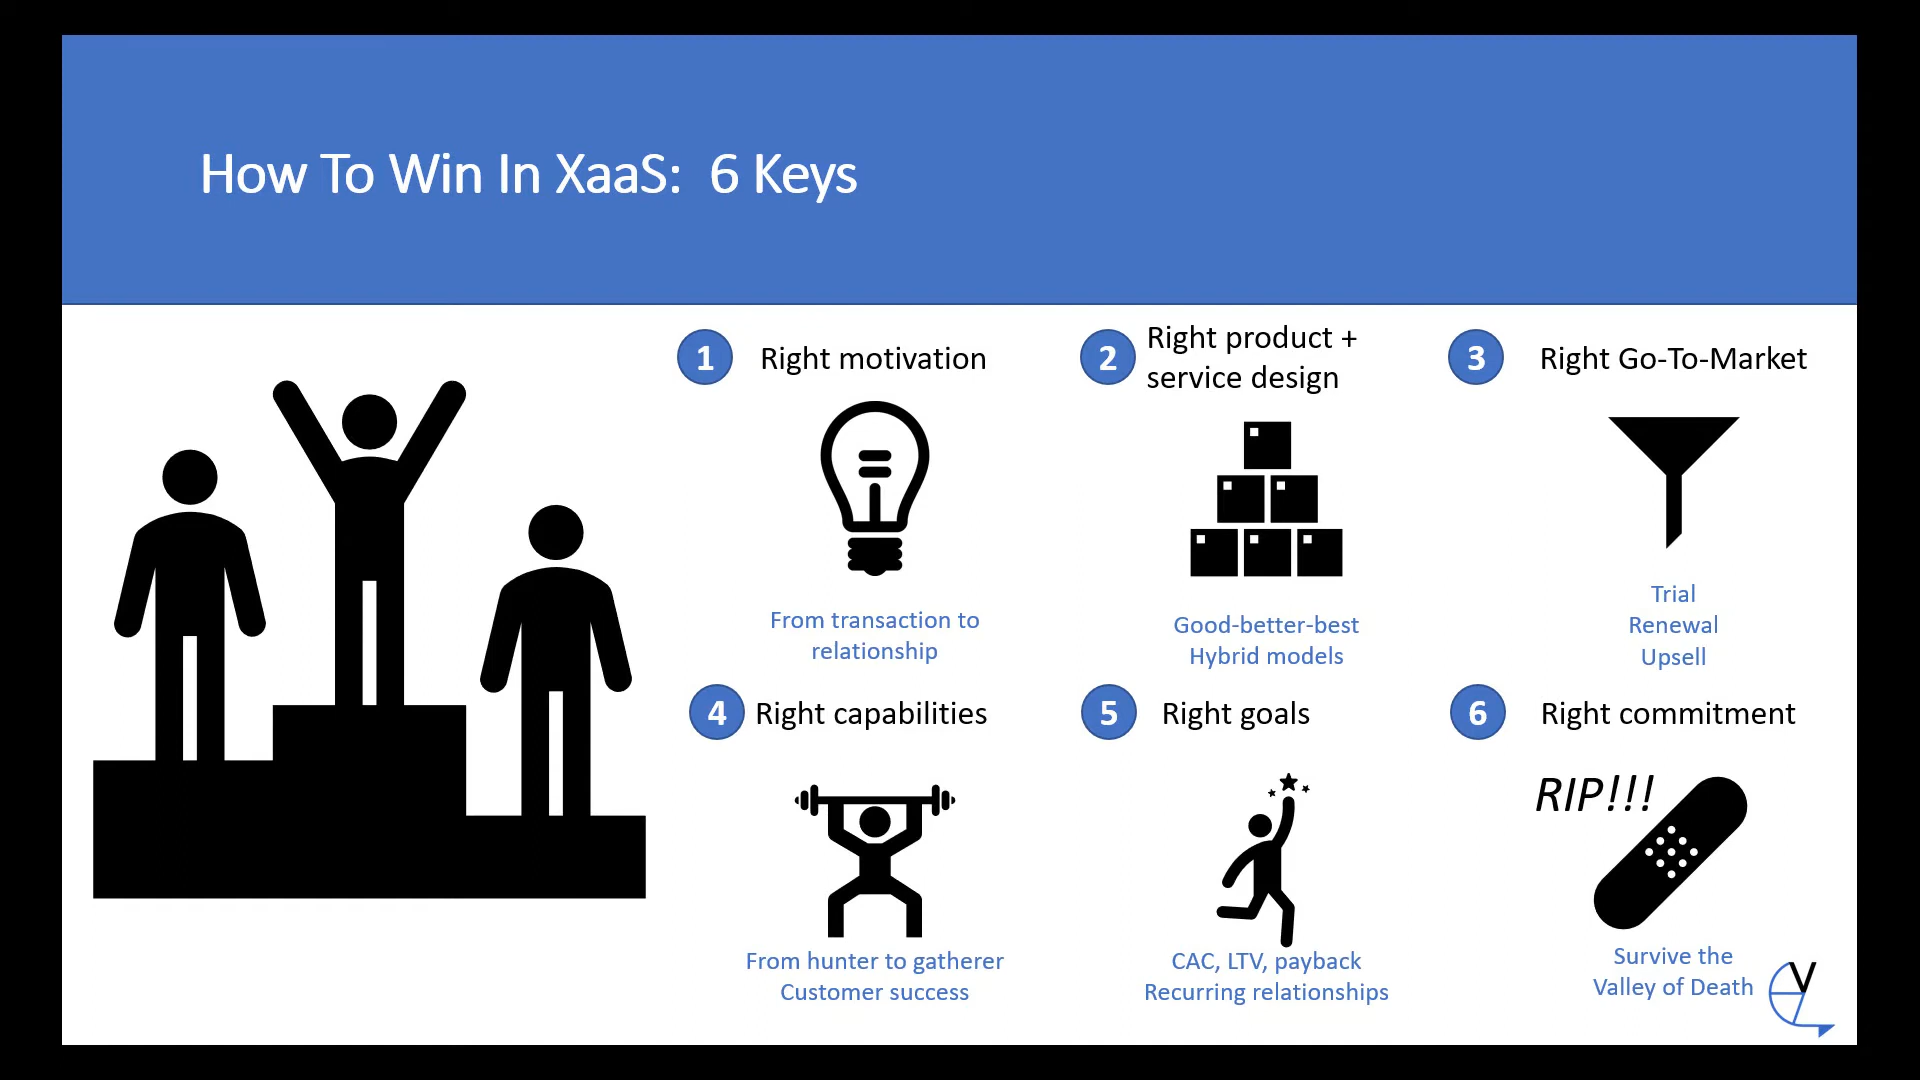 How To Win In XaaS: 6 Keys
1 Right motivation
From transaction to
relationship
2 Right product +
service design
Good-better-best
Hybrid models
3 Right Go-To-Market
Trial
Renewal
Upsell
4 Right capabilities
From hunter to gatherer
Customer success
5 Right goals
CAC, LTV, payback
Recurring relationships
6 Right commitment
RIP!!!
Survive the
Valley of Death
V